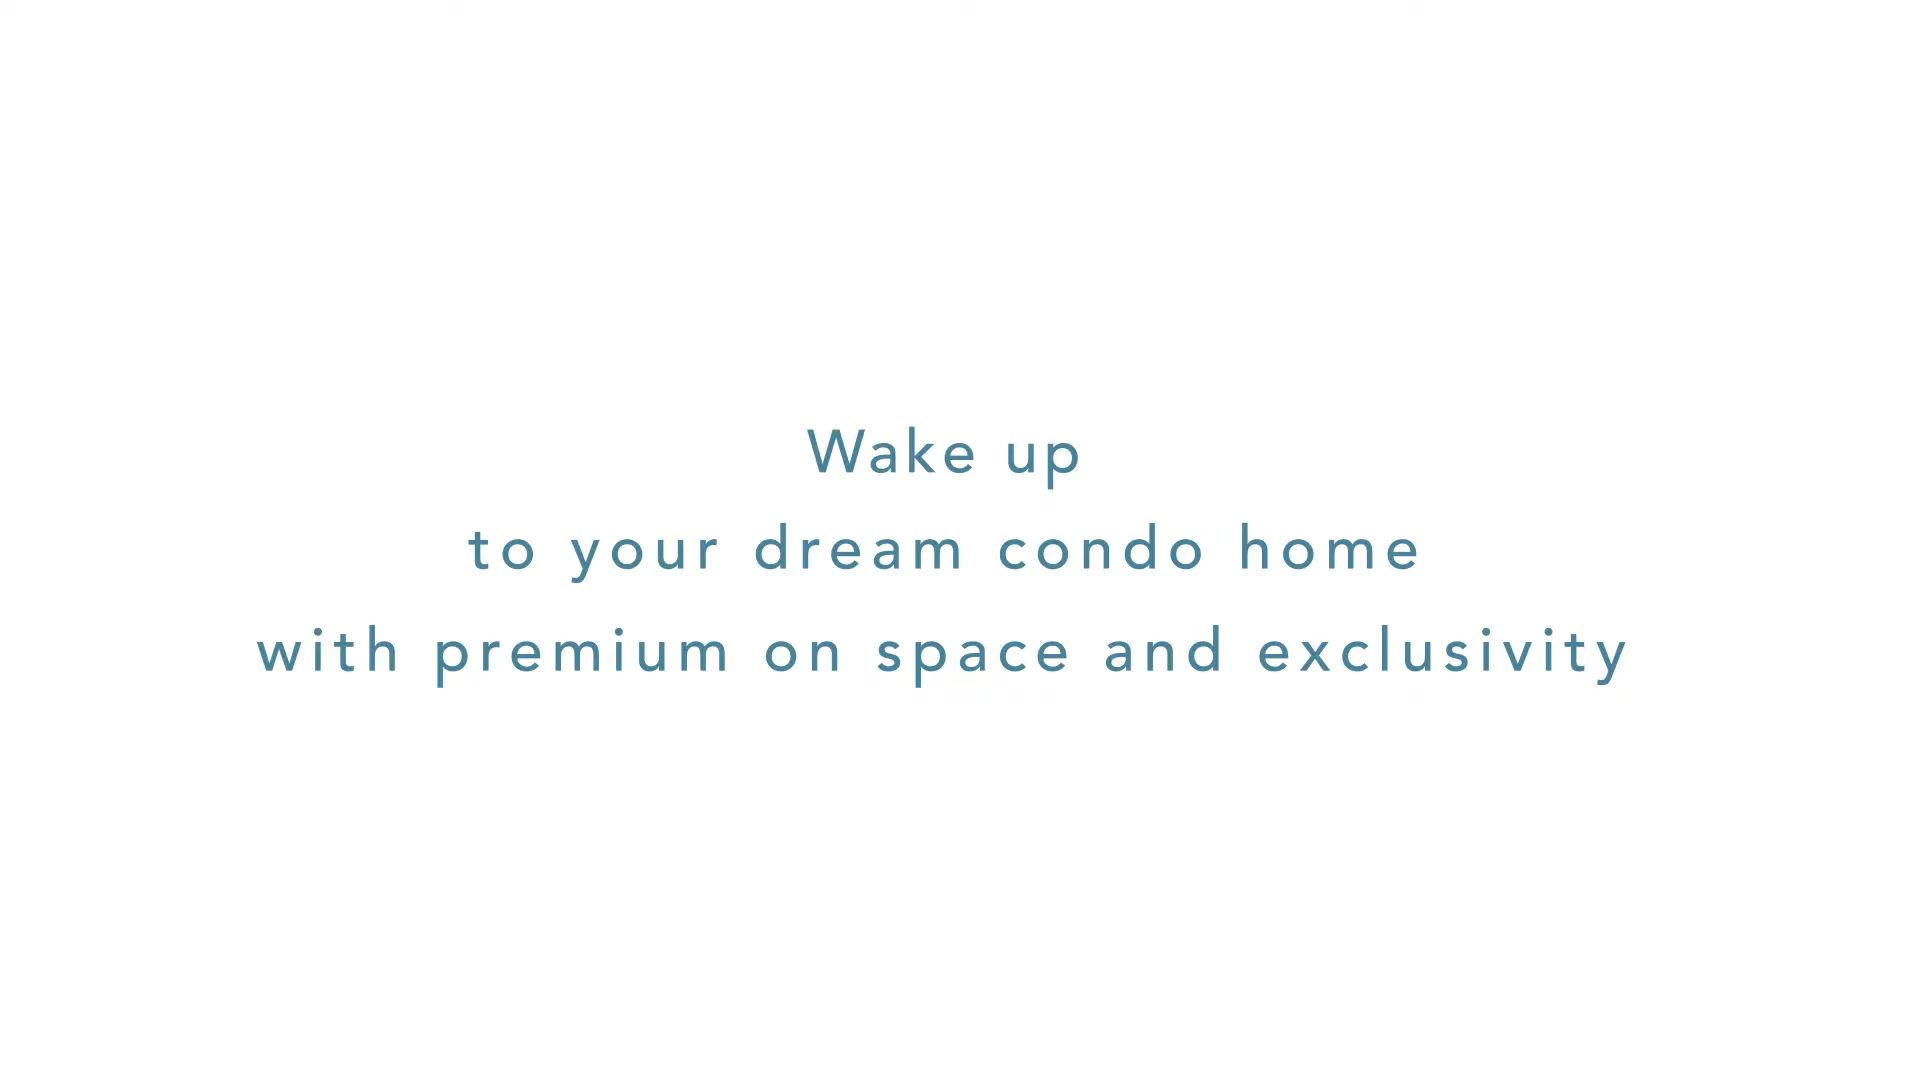 Wake up
to your dream condo home
with premium on space and exclusivity